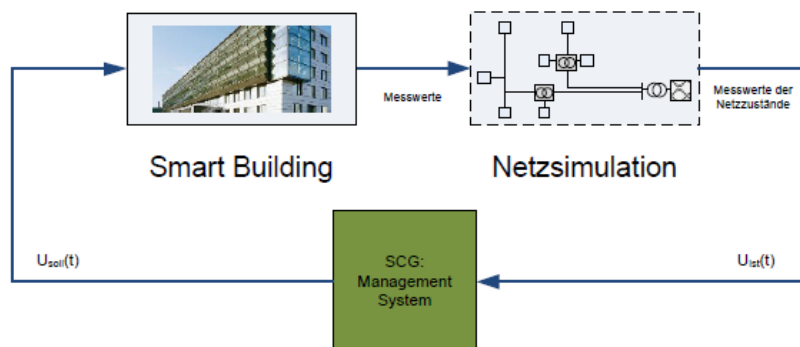 Messwerte
Messwerte der
Netzzustände
Smart Building
Netzsimulation
Usoll(t)
SCG:
Management
System
UIst(t)